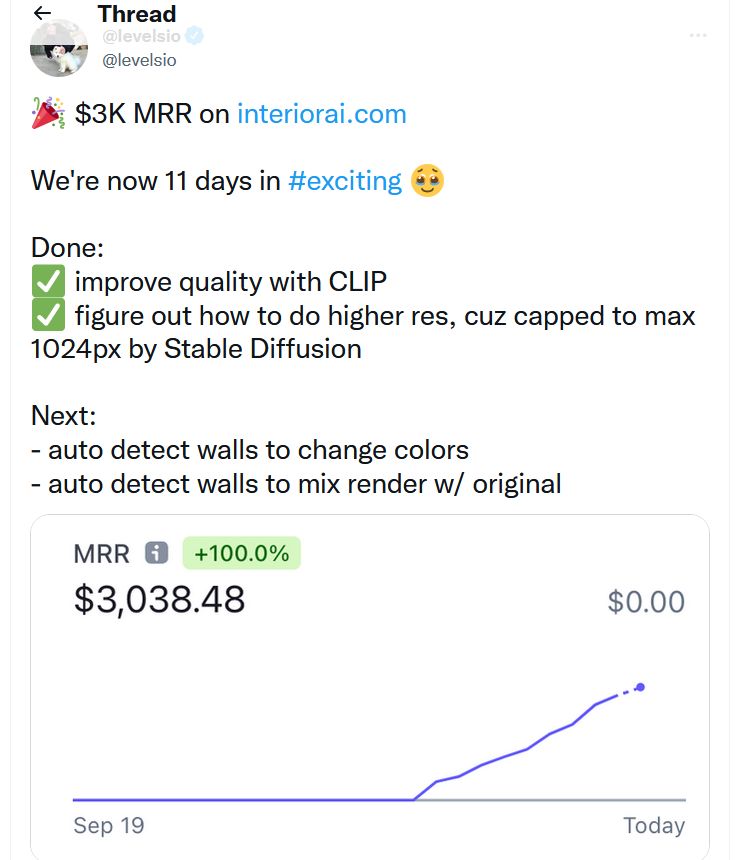 Thread
@levelsio
@levelsio
🎉 $3K MRR on interiorai.com
We're now 11 days in #exciting 🥹
Done:
✅ improve quality with CLIP
✅ figure out how to do higher res, cuz capped to max
1024px by Stable Diffusion
Next:
- auto detect walls to change colors
- auto detect walls to mix render w/ original
MRR +100.0%
$3,038.48 $0.00
Sep 19 Today